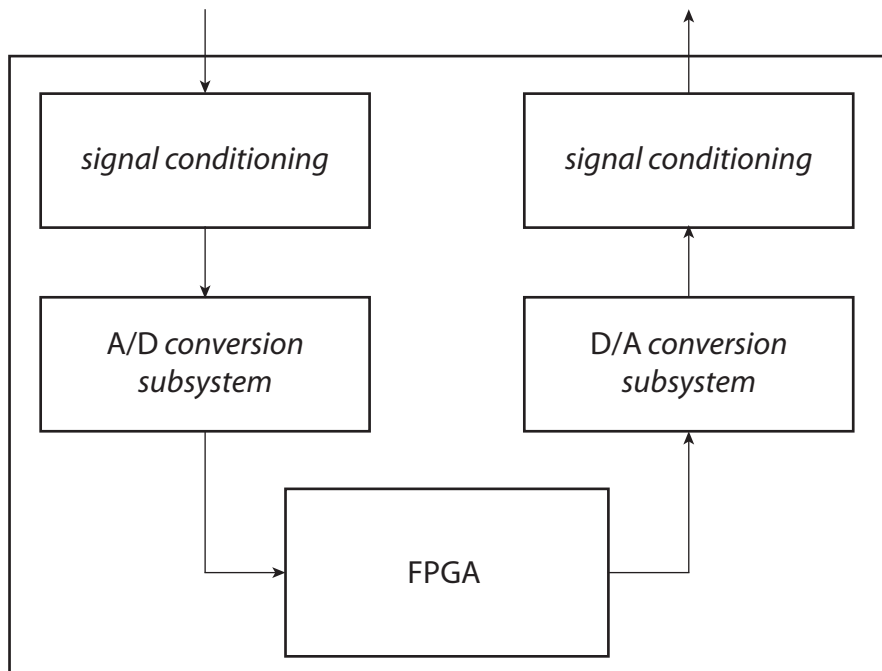 signal conditioning
signal conditioning
A/D conversion
subsystem
D/A conversion
subsystem
FPGA